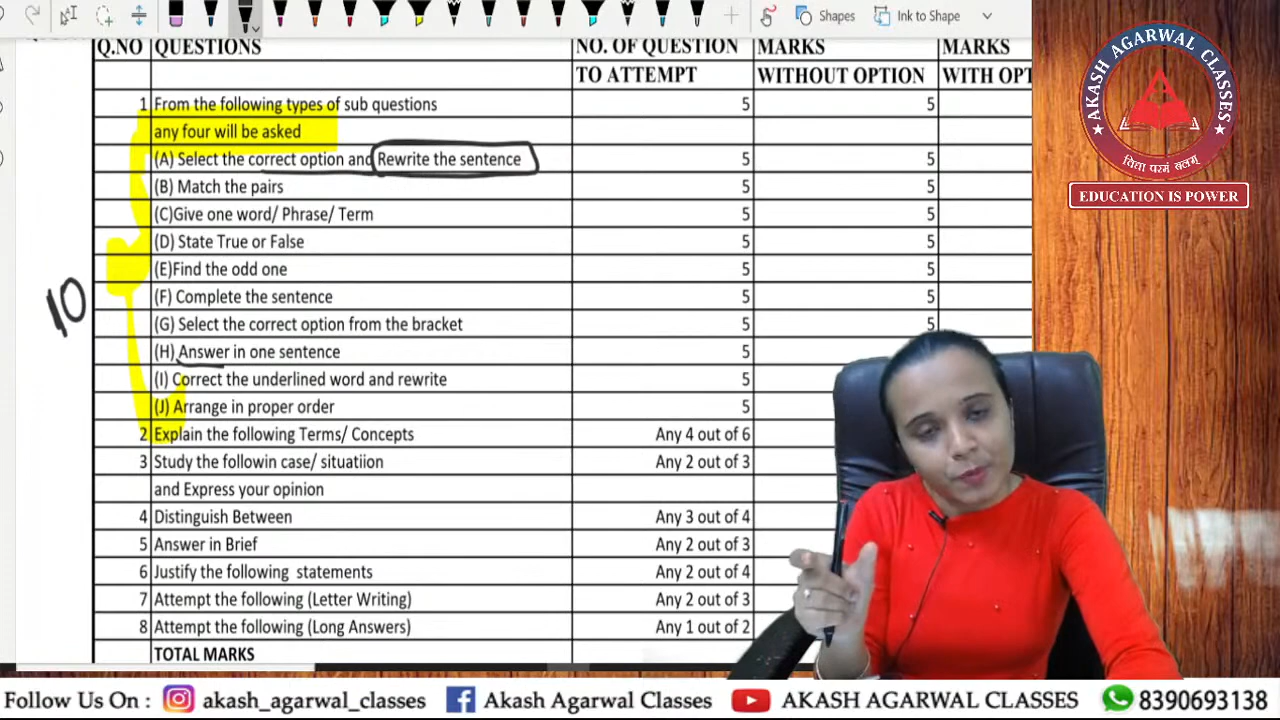 Shapes
Ink to Shape
Q.NO QUESTIONS NO. OF QUESTION MARKS MARKS
TO ATTEMPT WITHOUT OPTION WITH OPT
1 From the following types of sub questions 5 5
any four will be asked
(A) Select the correct option and Rewrite the sentence 5 5
(B) Match the pairs 5 5
(C)Give one word/ Phrase/ Term 5 5
(D) State True or False 5 5
(E)Find the odd one 5 5
(F) Complete the sentence 5 5
(G) Select the correct option from the bracket 5 5
(H) Answer in one sentence 5
(I) Correct the underlined word and rewrite 5
(J) Arrange in proper order 5
2 Explain the following Terms/ Concepts Any 4 out of 6
3 Study the followin case/ situatiion Any 2 out of 3
and Express your opinion
4 Distinguish Between Any 3 out of 4
5 Answer in Brief Any 2 out of 3
6 Justify the following statements Any 2 out of 4
7 Attempt the following (Letter Writing) Any 2 out of 3
8 Attempt the following (Long Answers) Any 1 out of 2
TOTAL MARKS
10
AKASH AGARWAL CLASSES
विद्या परमं बलम्
EDUCATION IS POWER
Follow Us On : akash_agarwal_classes Akash Agarwal Classes AKASH AGARWAL CLASSES 8390693138